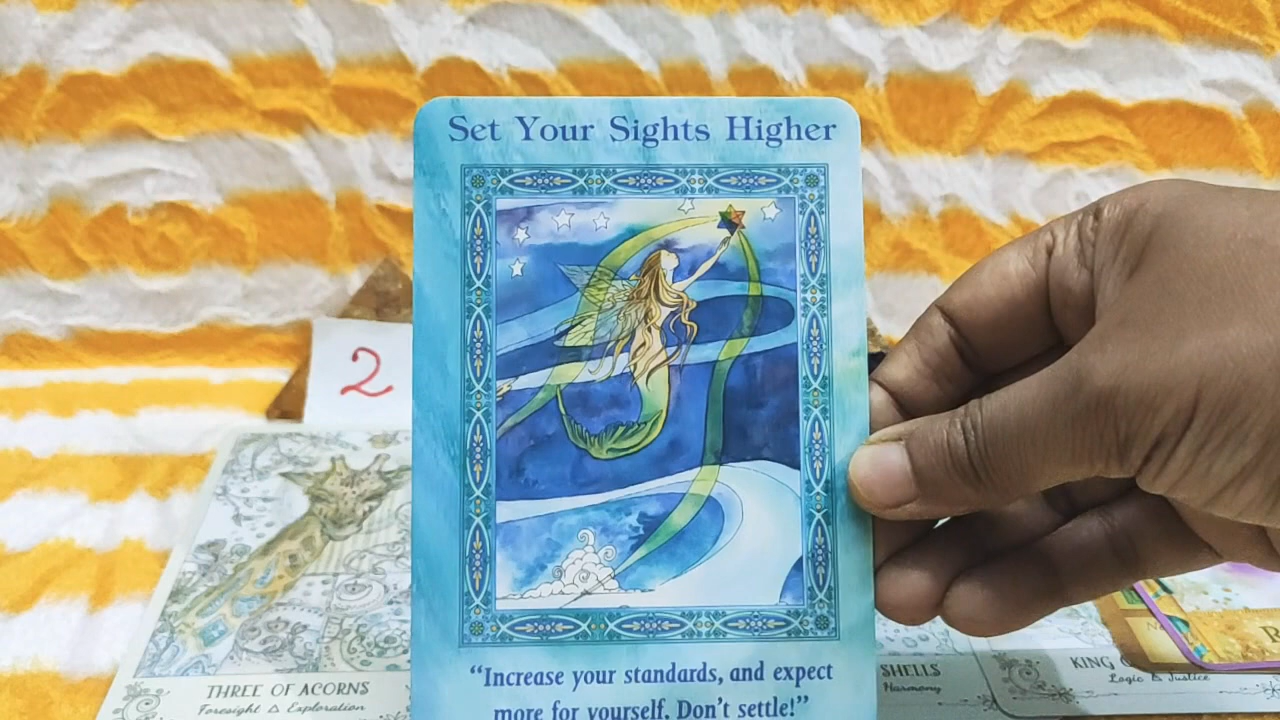 Set Your Sights Higher
2
"Increase your standards, and expect
more for yourself. Don't settle!"
THREE OF ACORNS
Foresight & Exploration
SHELLS
Harmony
KING
Logic & Justice